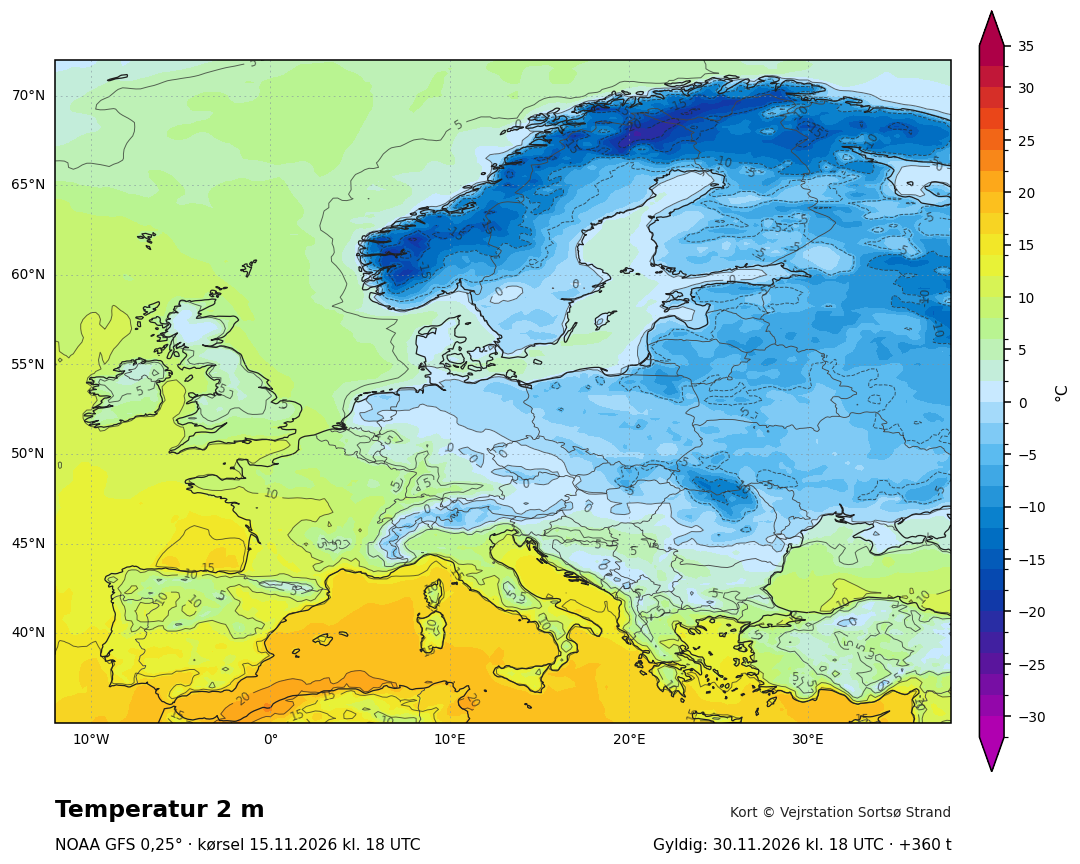 35
30
25
20
15
10
5
0
−5
−10
−15
−20
−25
−30
°C
70°N
65°N
60°N
55°N
50°N
45°N
40°N
10°W 0° 10°E 20°E 30°E
Temperatur 2 m
Kort © Vejrstation Sortsø Strand
NOAA GFS 0,25° · kørsel 15.11.2026 kl. 18 UTC
Gyldig: 30.11.2026 kl. 18 UTC · +360 t